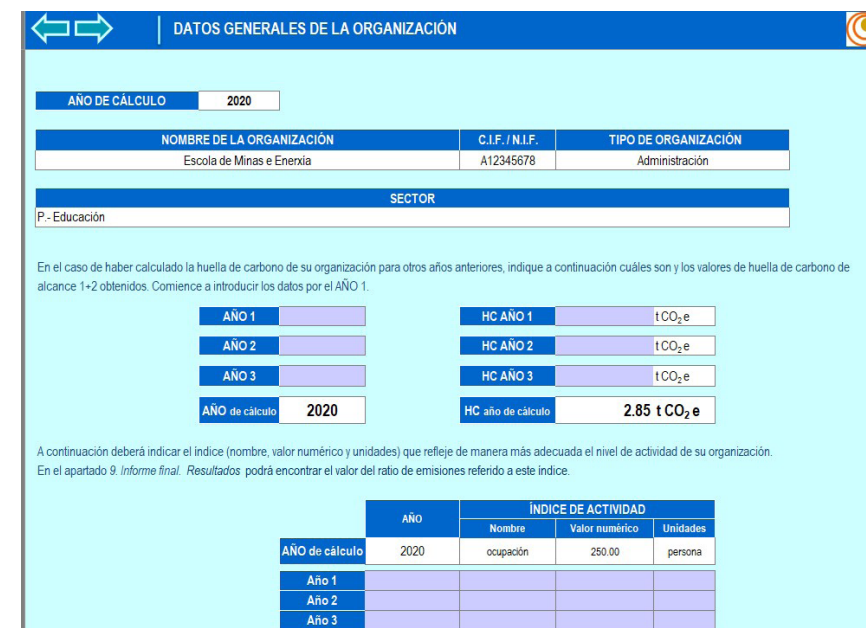 DATOS GENERALES DE LA ORGANIZACIÓN
AÑO DE CÁLCULO 2020
NOMBRE DE LA ORGANIZACIÓN C.I.F. / N.I.F. TIPO DE ORGANIZACIÓN
Escola de Minas e Enerxia A12345678 Administración
SECTOR
P.- Educación
En el caso de haber calculado la huella de carbono de su organización para otros años anteriores, indique a continuación cuáles son y los valores de huella de carbono de
alcance 1+2 obtenidos. Comience a introducir los datos por el AÑO 1.
AÑO 1 HC AÑO 1 t CO₂ e
AÑO 2 HC AÑO 2 t CO₂ e
AÑO 3 HC AÑO 3 t CO₂ e
AÑO de cálculo 2020 HC año de cálculo 2.85 t CO₂ e
A continuación deberá indicar el índice (nombre, valor numérico y unidades) que refleje de manera más adecuada el nivel de actividad de su organización.
En el apartado 9. Informe final. Resultados podrá encontrar el valor del ratio de emisiones referido a este índice.
AÑO ÍNDICE DE ACTIVIDAD
Nombre Valor numérico Unidades
AÑO de cálculo 2020 ocupación 250.00 persona
Año 1
Año 2
Año 3